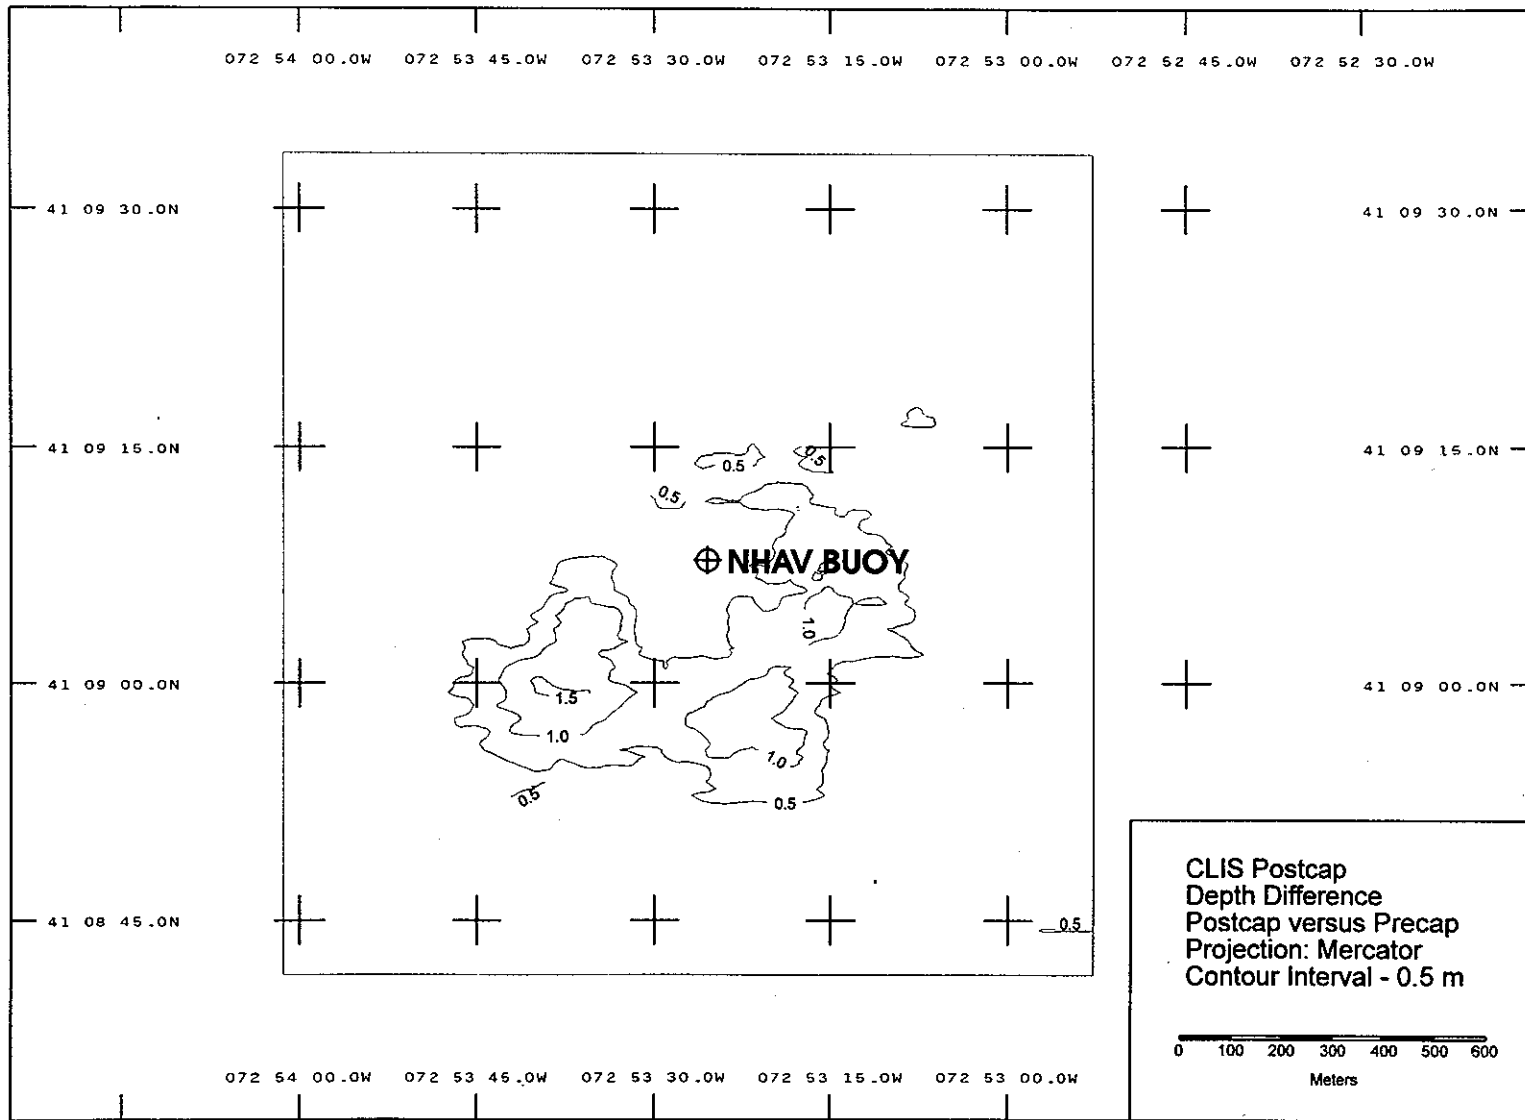 072 54 00.0W 072 53 45.0W 072 53 30.0W 072 53 15.0W 072 53 00.0W 072 52 45.0W 072 52 30.0W
41 09 30.0N 41 09 30.0N
41 09 15.0N 41 09 15.0N
0.5
0.5
0.5
NHAV BUOY
1.0
41 09 00.0N 41 09 00.0N
1.5
1.0
1.0
0.5
0.5
41 08 45.0N
0.5
CLIS Postcap
Depth Difference
Postcap versus Precap
Projection: Mercator
Contour Interval - 0.5 m
0 100 200 300 400 500 600
Meters
072 54 00.0W 072 53 45.0W 072 53 30.0W 072 53 15.0W 072 53 00.0W